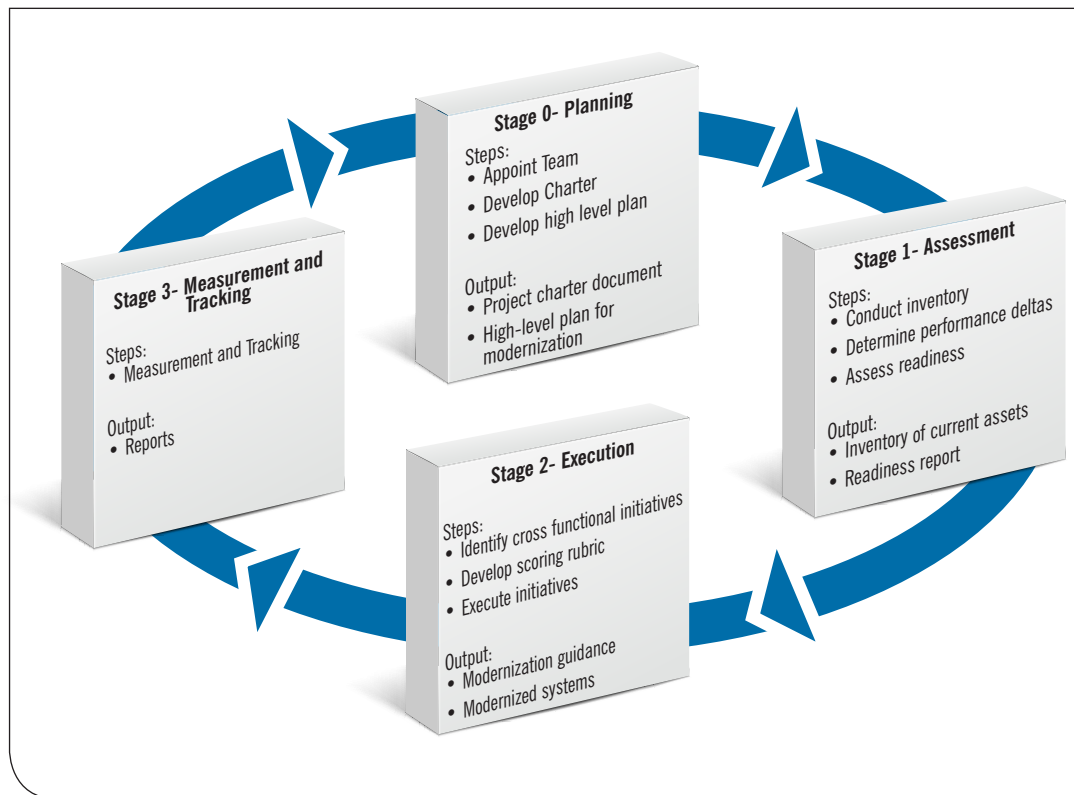 Stage 0- Planning
Steps:
• Appoint Team
• Develop Charter
• Develop high level plan
Output:
• Project charter document
• High-level plan for
modernization
Stage 1- Assessment
Steps:
• Conduct inventory
• Determine performance deltas
• Assess readiness
Output:
• Inventory of current assets
• Readiness report
Stage 2- Execution
Steps:
• Identify cross functional initiatives
• Develop scoring rubric
• Execute initiatives
Output:
• Modernization guidance
• Modernized systems
Stage 3- Measurement and
Tracking
Steps:
• Measurement and Tracking
Output:
• Reports